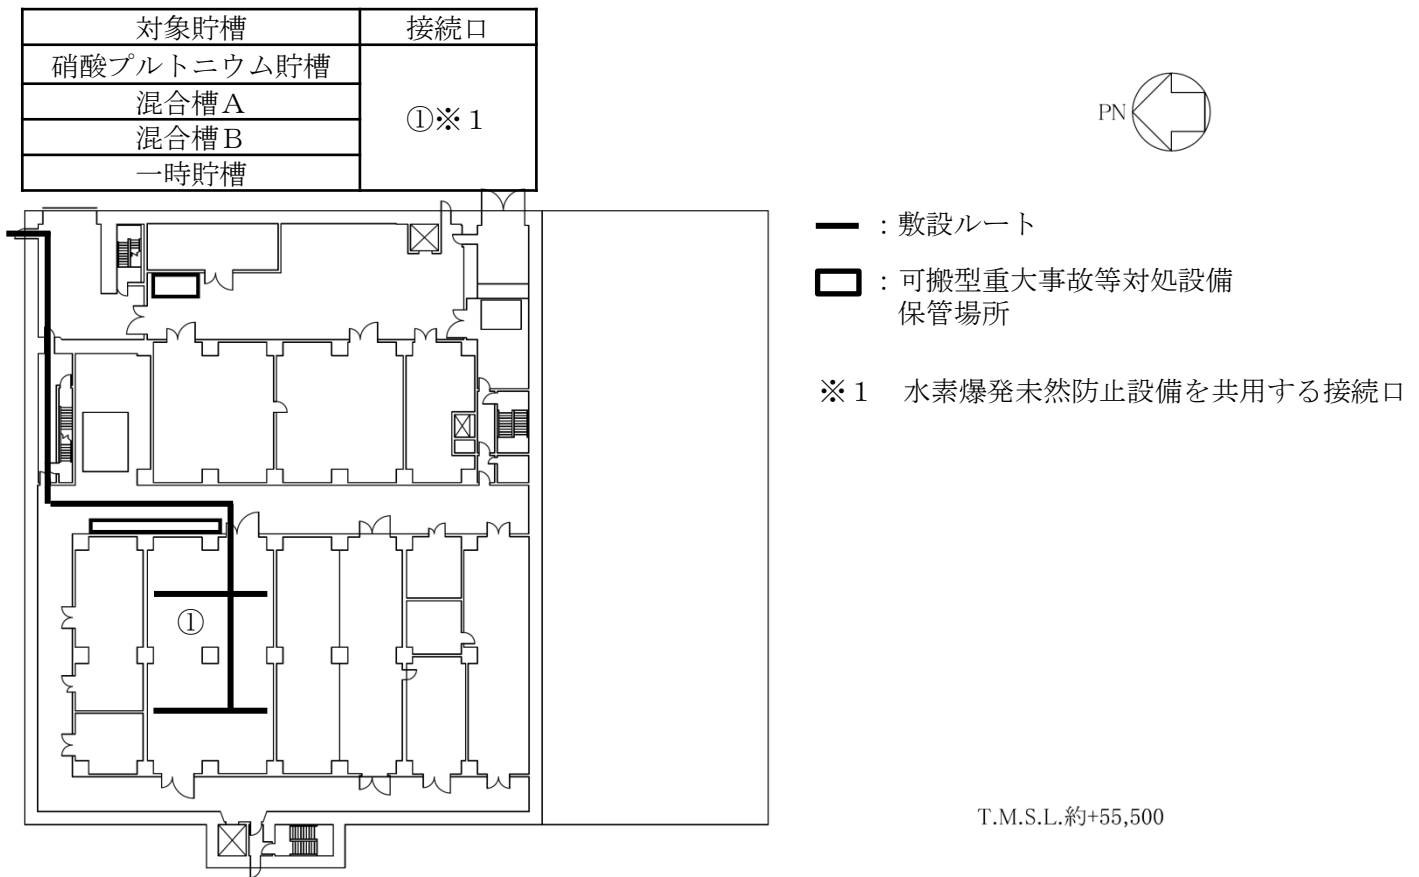 対象貯槽 接続口
硝酸プルトニウム貯槽
混合槽A
混合槽B
一時貯槽
①※1
PN
：敷設ルート
：可搬型重大事故等対処設備
保管場所
※1 水素爆発未然防止設備を共用する接続口
①
T.M.S.L.約+55,500